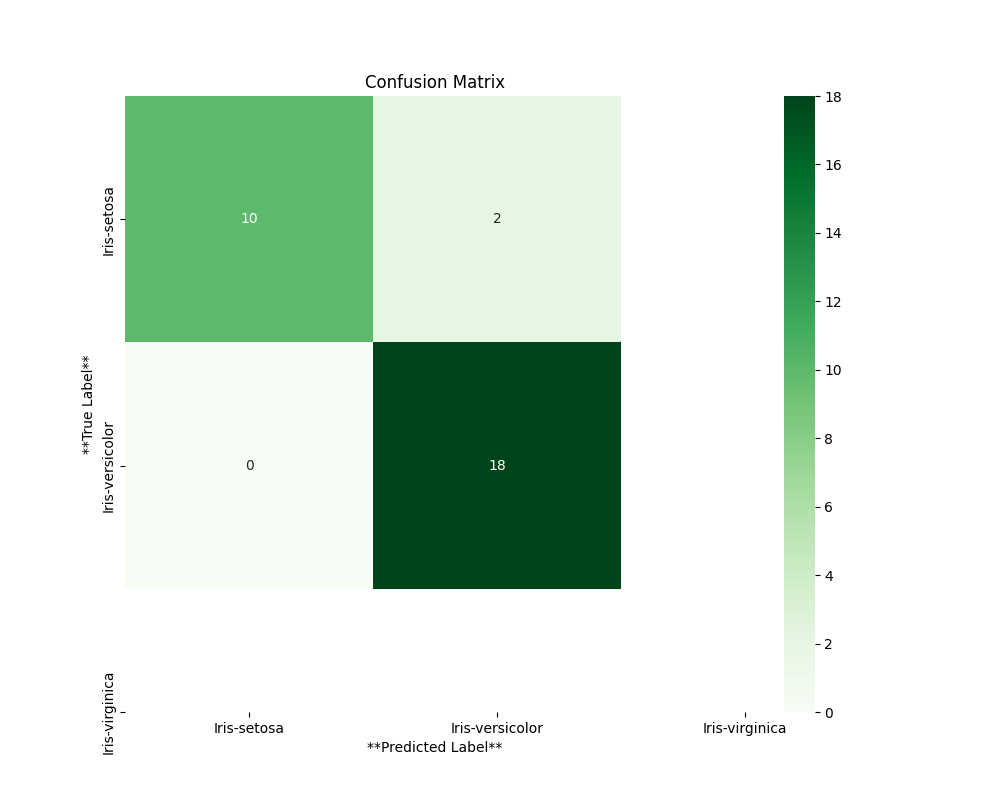 Confusion Matrix
**True Label**
Iris-setosa
Iris-versicolor
Iris-virginica
10
2
0
18
Iris-setosa
Iris-versicolor
Iris-virginica
**Predicted Label**
18
16
14
12
10
8
6
4
2
0